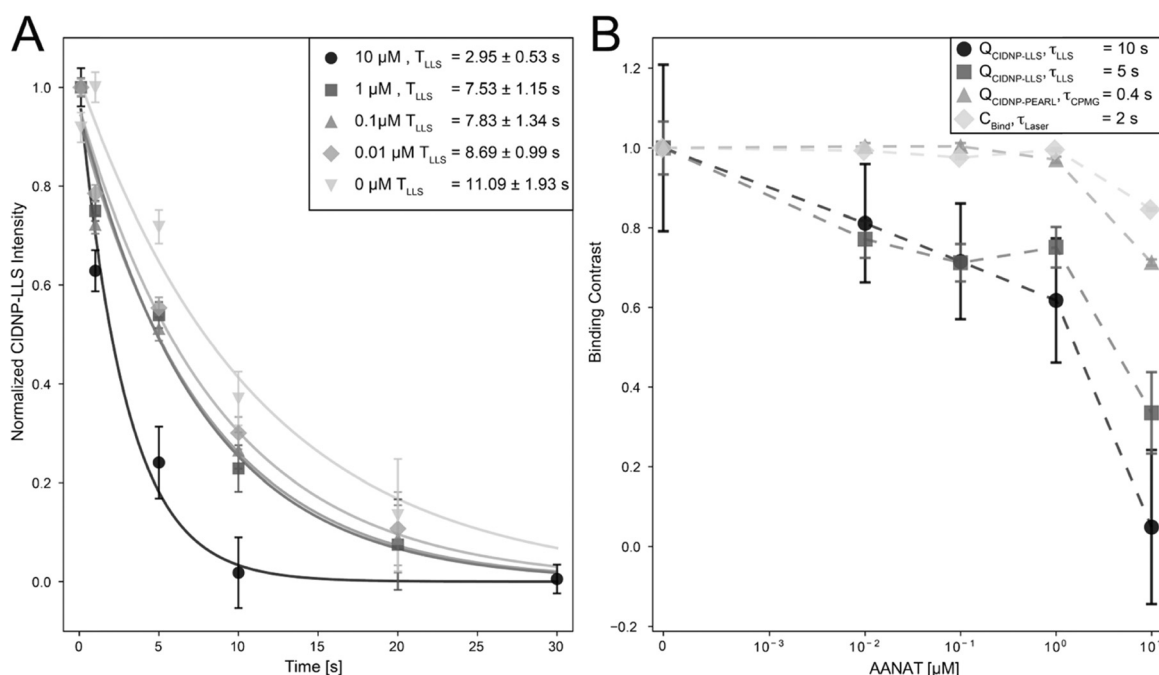 A
10 µM , T_LLS = 2.95 ± 0.53 s
1 µM , T_LLS = 7.53 ± 1.15 s
0.1µM T_LLS = 7.83 ± 1.34 s
0.01 µM T_LLS = 8.69 ± 0.99 s
0 µM T_LLS = 11.09 ± 1.93 s
Normalized CIDNP-LLS Intensity
1.0
0.8
0.6
0.4
0.2
0.0
0 5 10 15 20 25 30
Time [s]
B
Q_CIDNP-LLS, τ_LLS = 10 s
Q_CIDNP-LLS, τ_LLS = 5 s
Q_CIDNP-PEARL, τ_CPMG = 0.4 s
C_Bind, τ_Laser = 2 s
Binding Contrast
1.2
1.0
0.8
0.6
0.4
0.2
0.0
−0.2
0 10⁻³ 10⁻² 10⁻¹ 10⁰ 10¹
AANAT [µM]